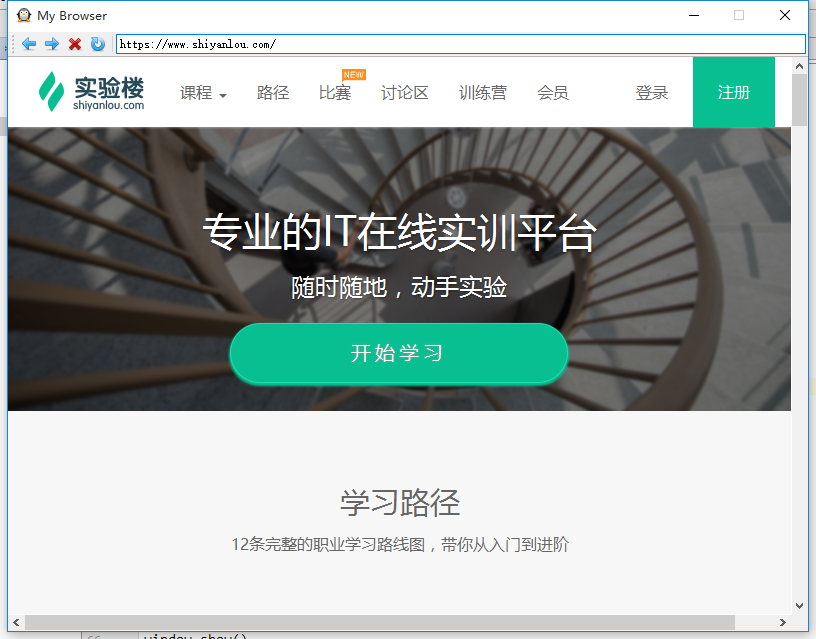 My Browser
https://www.shiyanlou.com/
实验楼
shiyanlou.com
课程
路径
比赛
NEW
讨论区
训练营
会员
登录
注册
专业的IT在线实训平台
随时随地，动手实验
开始学习
学习路径
12条完整的职业学习路线图，带你从入门到进阶
window.show()